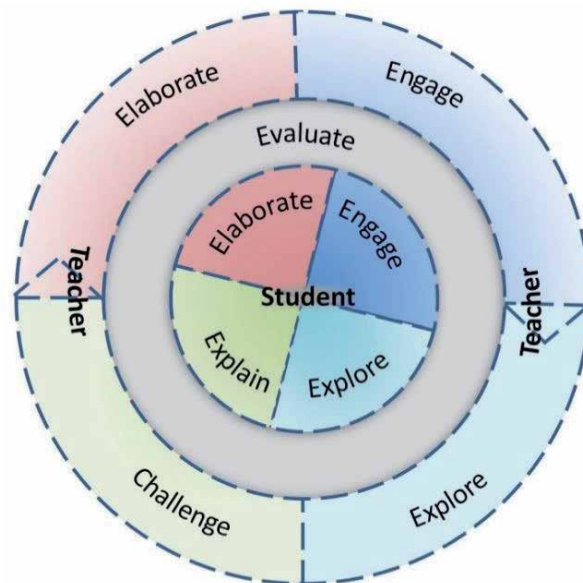 Elaborate
Engage
Evaluate
Elaborate
Engage
Teacher
Student
Teacher
Explain
Explore
Challenge
Explore